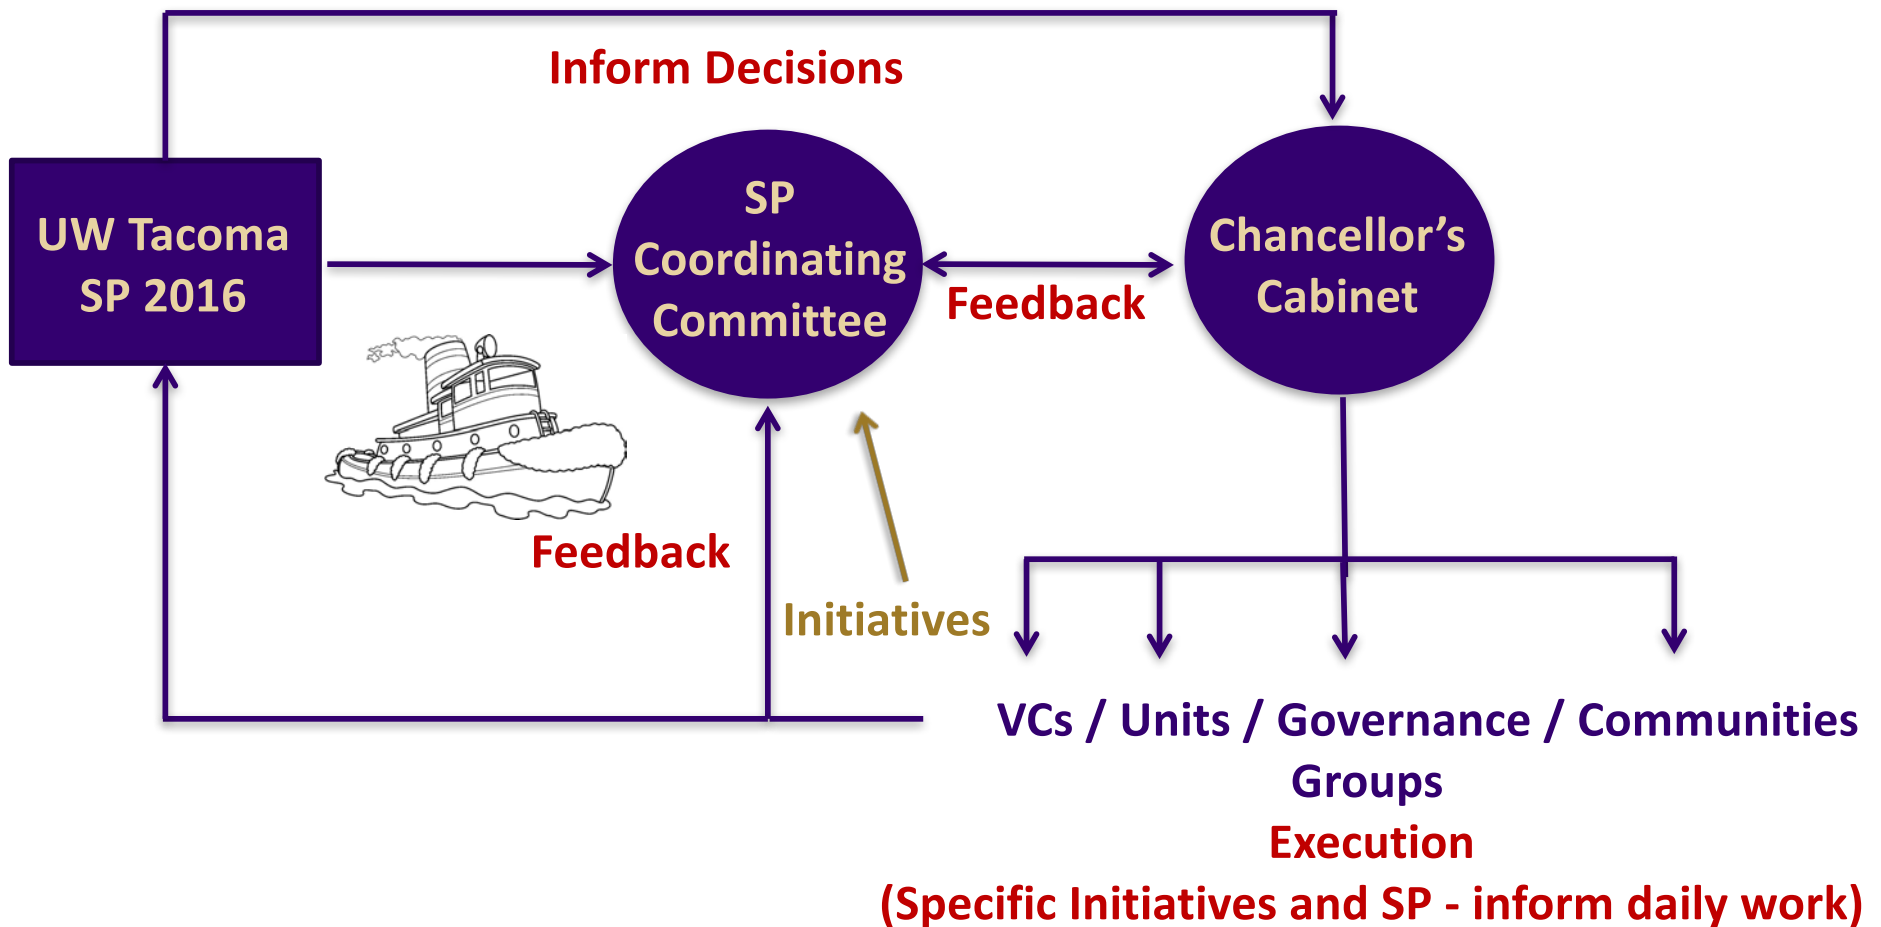 Inform Decisions
UW Tacoma
SP 2016
SP
Coordinating
Committee
Feedback
Chancellor’s
Cabinet
Feedback
Initiatives
VCs / Units / Governance / Communities
Groups
Execution
(Specific Initiatives and SP - inform daily work)